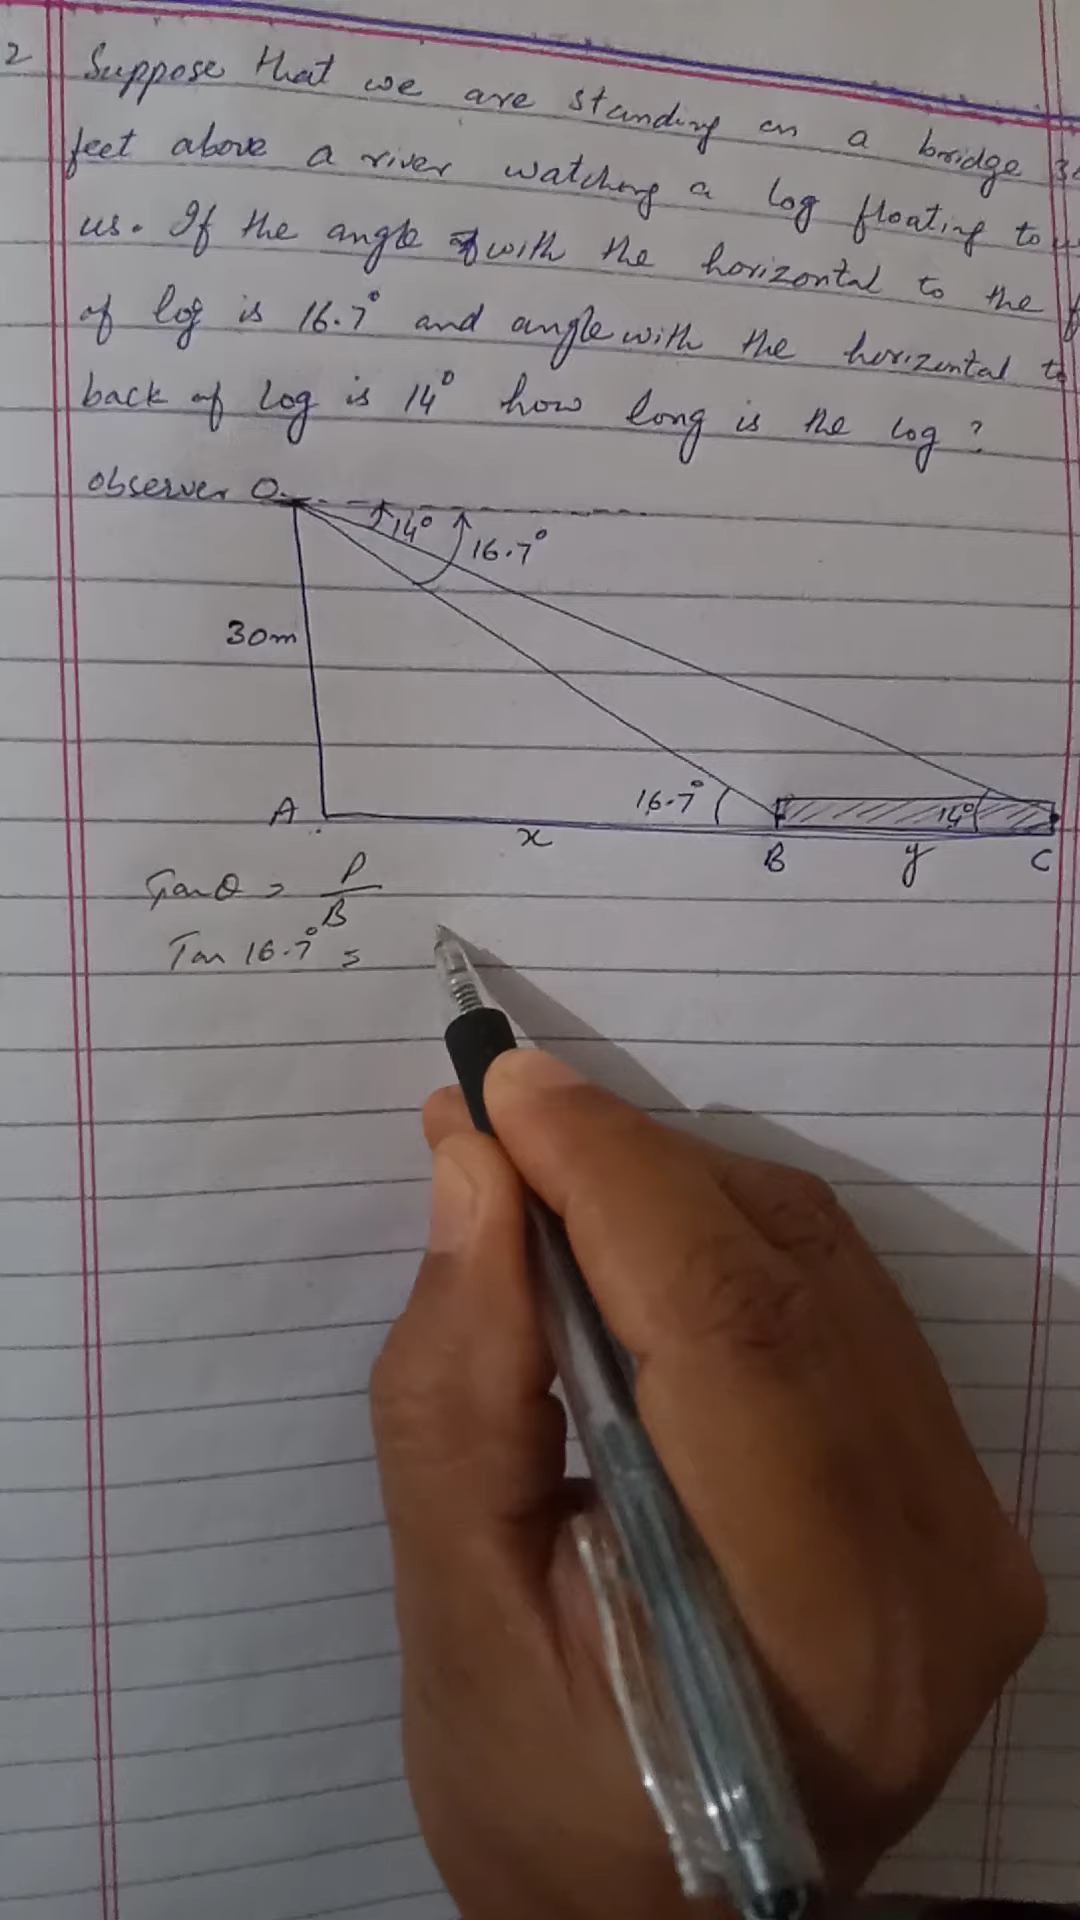 2 Suppose that we are standing on a bridge
feet above a river watching a log floating to
us. If the angle with the horizontal to the
of log is 16.7° and angle with the horizental
back of log is 14° how long is the log?
observer O
14°
16.7°
30m
16.7°
14°
A
x
B
y
C
Tanθ = P/B
Tan 16.7° =